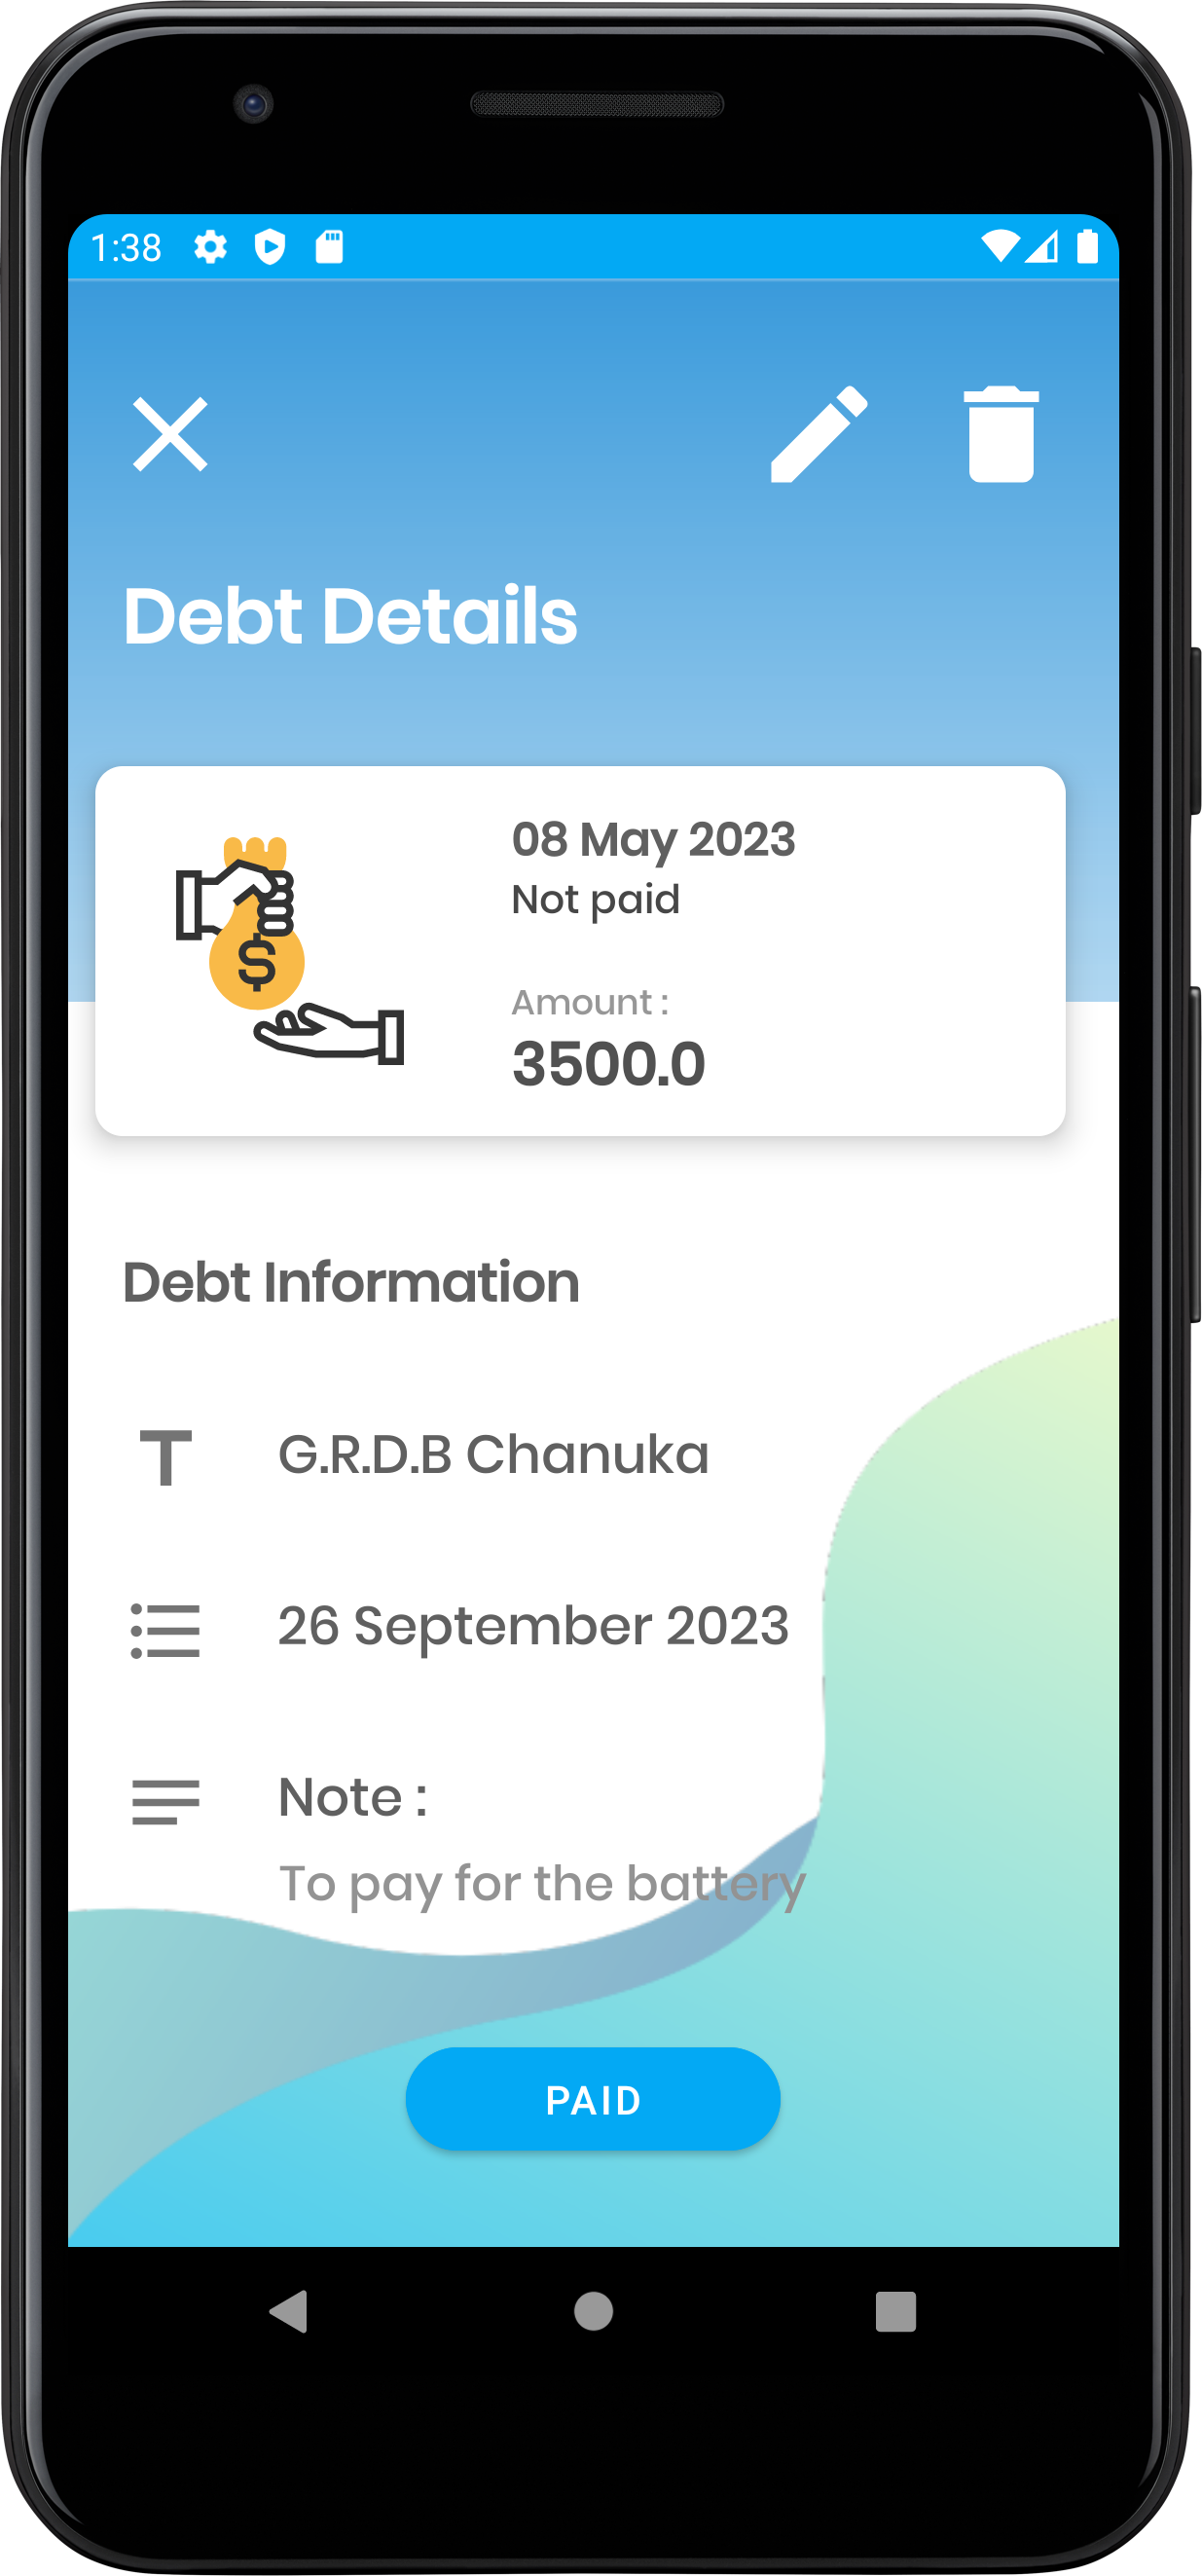 1:38
Debt Details
08 May 2023
Not paid
Amount :
3500.0
$
Debt Information
G.R.D.B Chanuka
26 September 2023
Note :
To pay for the battery
PAID